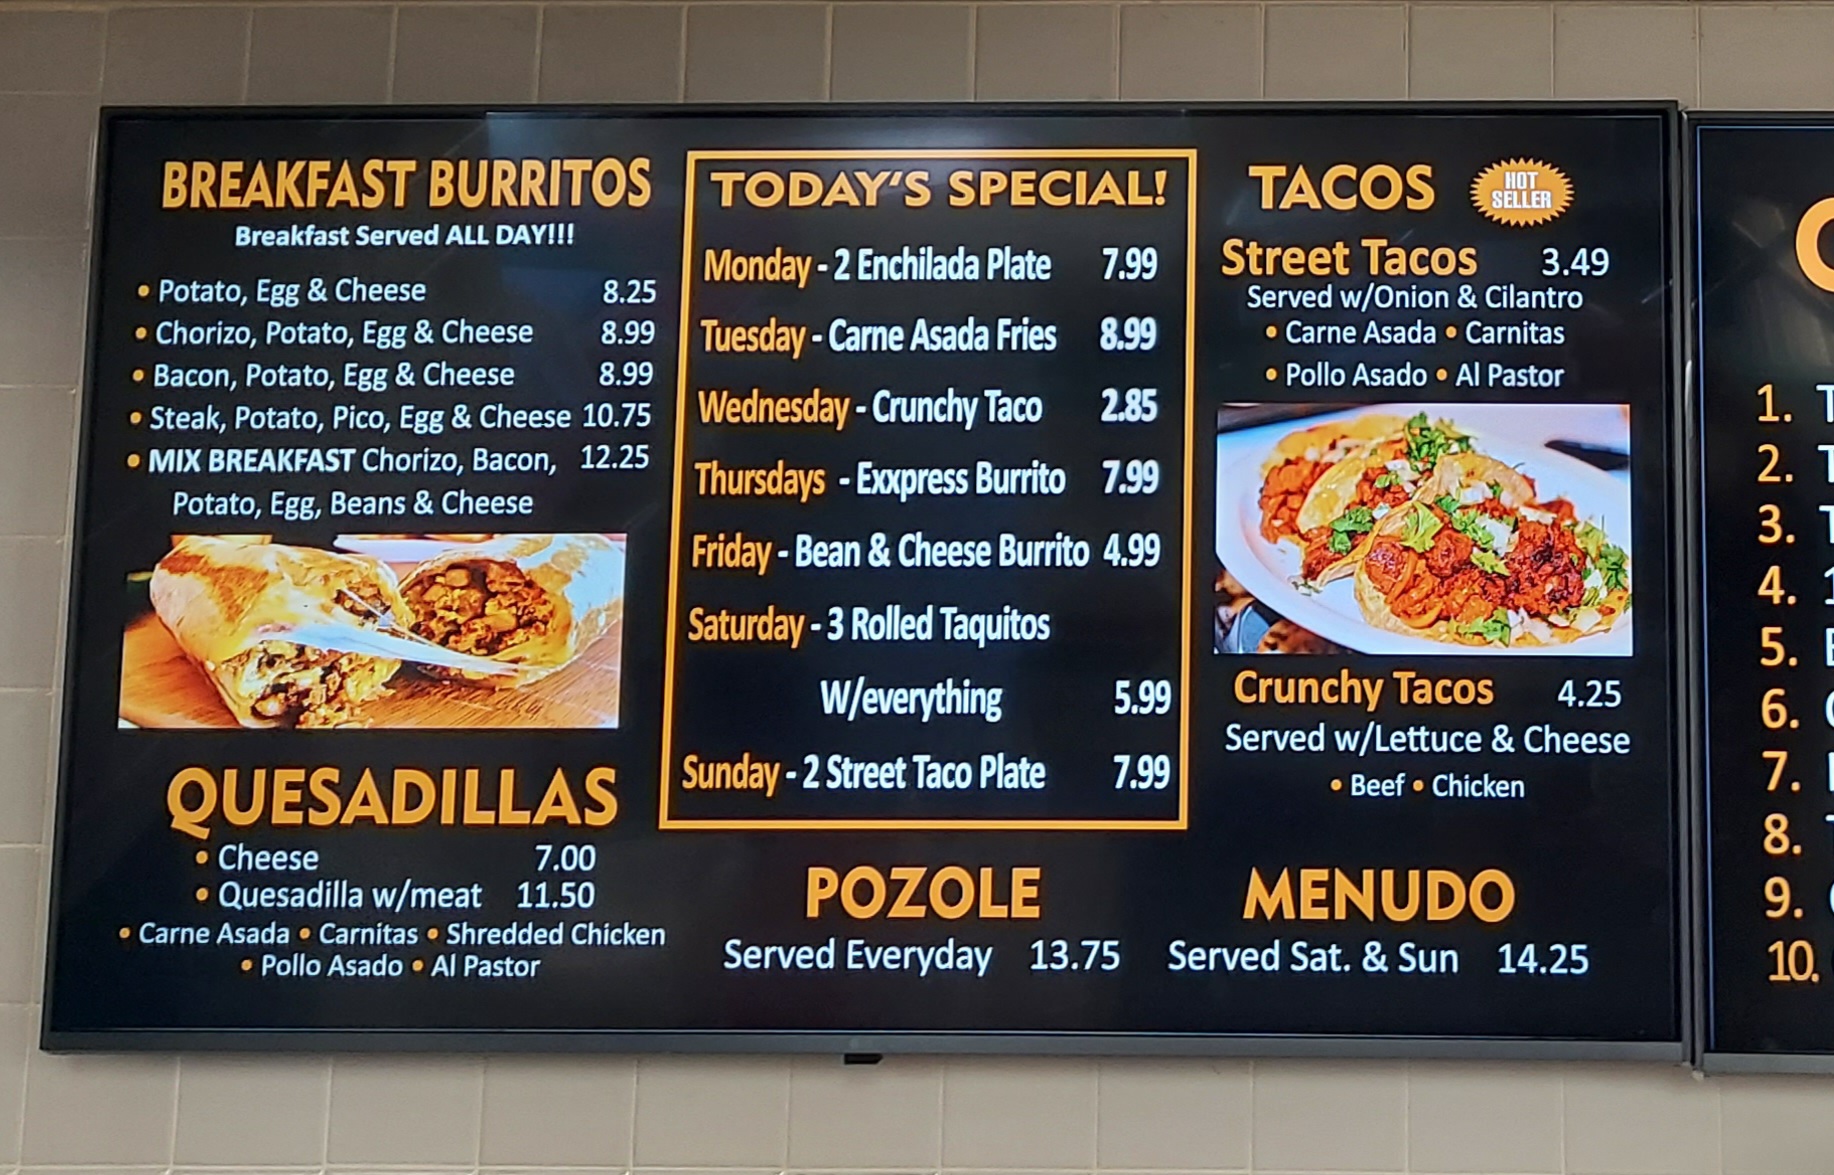 BREAKFAST BURRITOS
Breakfast Served ALL DAY!!!
• Potato, Egg & Cheese 8.25
• Chorizo, Potato, Egg & Cheese 8.99
• Bacon, Potato, Egg & Cheese 8.99
• Steak, Potato, Pico, Egg & Cheese 10.75
• MIX BREAKFAST Chorizo, Bacon, 12.25
Potato, Egg, Beans & Cheese
QUESADILLAS
• Cheese 7.00
• Quesadilla w/meat 11.50
• Carne Asada • Carnitas • Shredded Chicken
• Pollo Asado • Al Pastor
TODAY'S SPECIAL!
Monday - 2 Enchilada Plate 7.99
Tuesday - Carne Asada Fries 8.99
Wednesday - Crunchy Taco 2.85
Thursdays - Exxpress Burrito 7.99
Friday - Bean & Cheese Burrito 4.99
Saturday - 3 Rolled Taquitos
W/everything 5.99
Sunday - 2 Street Taco Plate 7.99
POZOLE
Served Everyday 13.75
TACOS
HOT
SELLER
Street Tacos 3.49
Served w/Onion & Cilantro
• Carne Asada • Carnitas
• Pollo Asado • Al Pastor
Crunchy Tacos 4.25
Served w/Lettuce & Cheese
• Beef • Chicken
MENUDO
Served Sat. & Sun 14.25
1.
2.
3.
4.
5.
6.
7.
8.
9.
10.